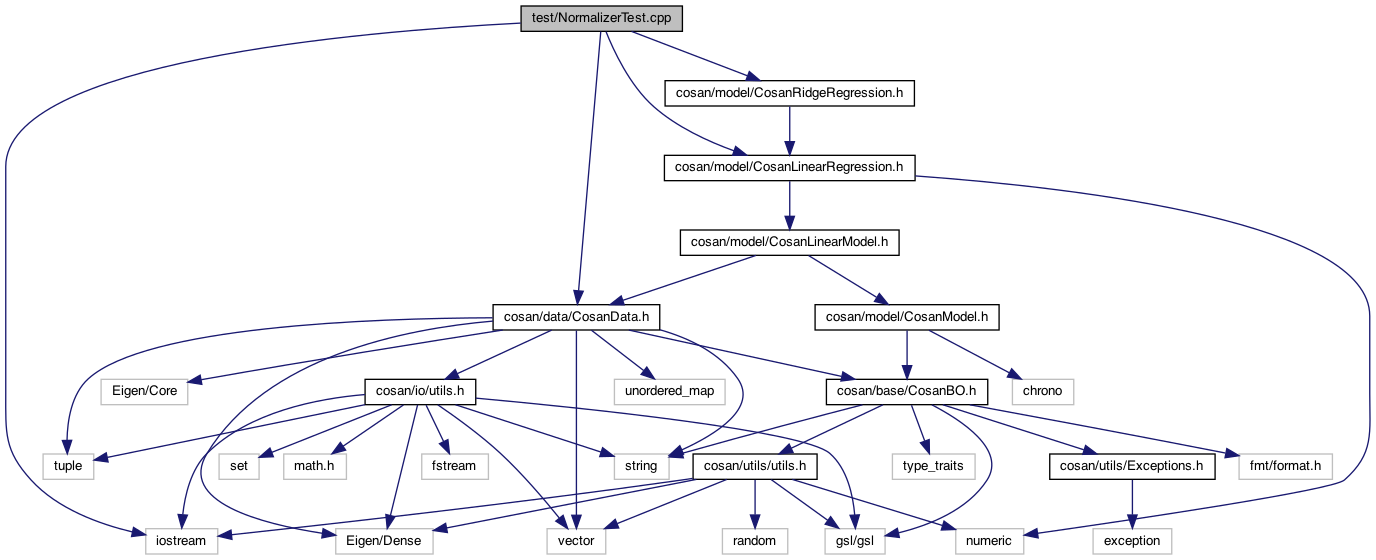 test/NormalizerTest.cpp
cosan/model/CosanRidgeRegression.h
cosan/model/CosanLinearRegression.h
cosan/model/CosanLinearModel.h
cosan/data/CosanData.h
cosan/model/CosanModel.h
Eigen/Core
cosan/io/utils.h
unordered_map
cosan/base/CosanBO.h
chrono
tuple
set
math.h
fstream
string
cosan/utils/utils.h
type_traits
cosan/utils/Exceptions.h
fmt/format.h
iostream
Eigen/Dense
vector
random
gsl/gsl
numeric
exception